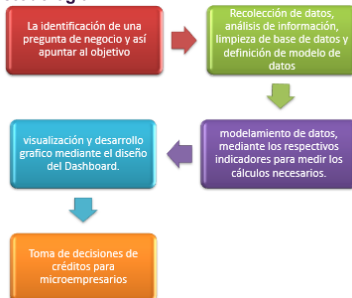 La identificación de una
pregunta de negocio y así
apuntar al objetivo
Recolección de datos,
análisis de información,
limpieza de base de datos y
definición de modelo de
datos
modelamiento de datos,
mediante los respectivos
indicadores para medir los
cálculos necesarios.
visualización y desarrollo
grafico mediante el diseño
del Dashboard.
Toma de decisiones de
créditos para
microempresarios